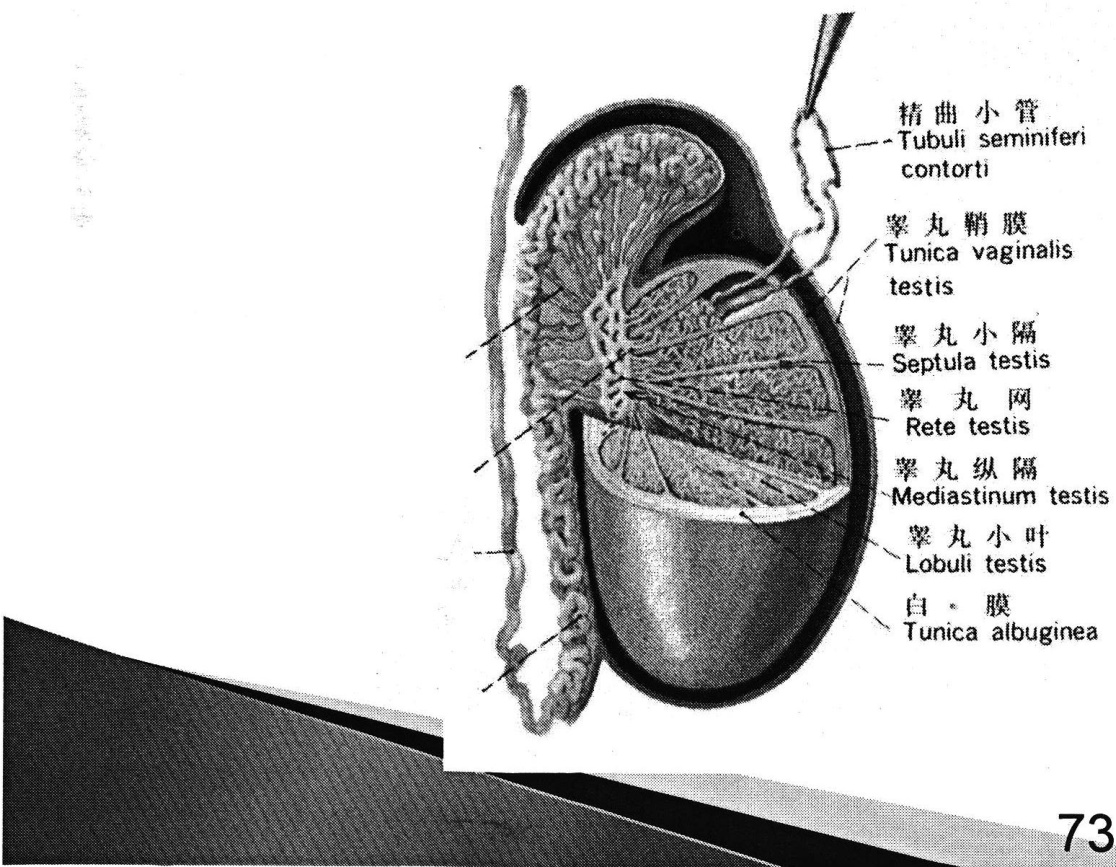 精曲小管
Tubuli seminiferi
contorti
睾丸鞘膜
Tunica vaginalis
testis
睾丸小隔
Septula testis
睾丸网
Rete testis
睾丸纵隔
Mediastinum testis
睾丸小叶
Lobuli testis
白·膜
Tunica albuginea
73